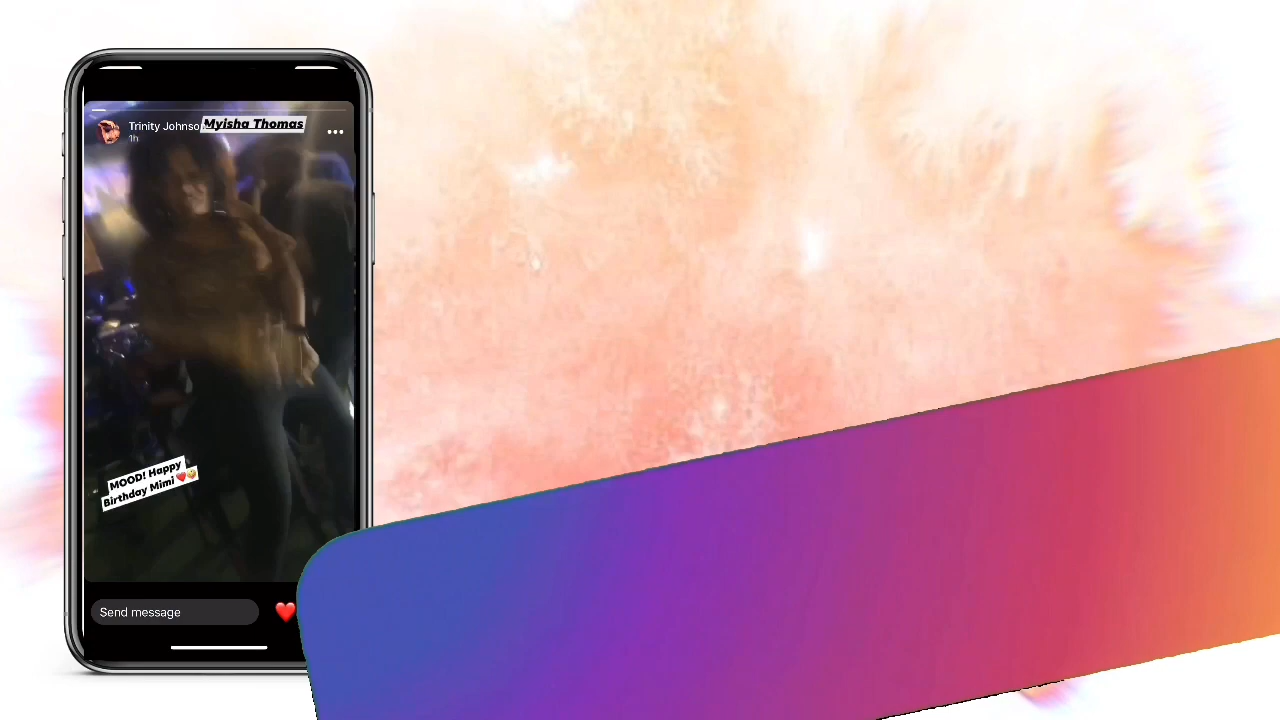 Trinity Johnso
Myisha Thomas
1h
MOOD! Happy
Birthday Mimi ❤️🤣
Send message